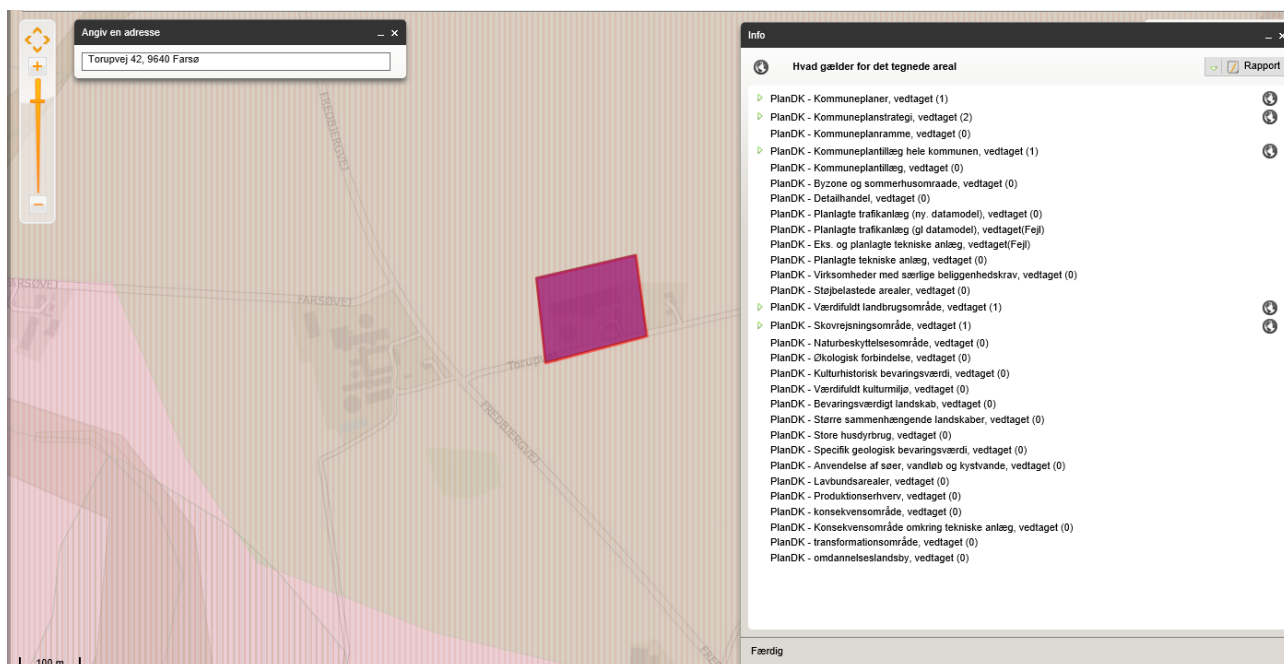 Angiv en adresse
Torupvej 42, 9640 Farsø
FREDBJERGVEJ
FARSØVEJ
FARSØVEJ
FREDBJERGVEJ
100 m
Info
Hvad gælder for det tegnede areal
Rapport
PlanDK - Kommuneplaner, vedtaget (1)
PlanDK - Kommuneplanstrategi, vedtaget (2)
PlanDK - Kommuneplanramme, vedtaget (0)
PlanDK - Kommuneplantillæg hele kommunen, vedtaget (1)
PlanDK - Kommuneplantillæg, vedtaget (0)
PlanDK - Byzone og sommerhusomraade, vedtaget (0)
PlanDK - Detailhandel, vedtaget (0)
PlanDK - Planlagte trafikanlæg (ny. datamodel), vedtaget (0)
PlanDK - Planlagte trafikanlæg (gl datamodel), vedtaget(Fejl)
PlanDK - Eks. og planlagte tekniske anlæg, vedtaget(Fejl)
PlanDK - Planlagte tekniske anlæg, vedtaget (0)
PlanDK - Virksomheder med særlige beliggenhedskrav, vedtaget (0)
PlanDK - Støjbelastede arealer, vedtaget (0)
PlanDK - Værdifuldt landbrugsområde, vedtaget (1)
PlanDK - Skovrejsningsområde, vedtaget (1)
PlanDK - Naturbeskyttelsesområde, vedtaget (0)
PlanDK - Økologisk forbindelse, vedtaget (0)
PlanDK - Kulturhistorisk bevaringsværdi, vedtaget (0)
PlanDK - Værdifuldt kulturmiljø, vedtaget (0)
PlanDK - Bevaringsværdigt landskab, vedtaget (0)
PlanDK - Større sammenhængende landskaber, vedtaget (0)
PlanDK - Store husdyrbrug, vedtaget (0)
PlanDK - Specifik geologisk bevaringsværdi, vedtaget (0)
PlanDK - Anvendelse af søer, vandløb og kystvande, vedtaget (0)
PlanDK - Lavbundsarealer, vedtaget (0)
PlanDK - Produktionserhverv, vedtaget (0)
PlanDK - konsekvensområde, vedtaget (0)
PlanDK - Konsekvensområde omkring tekniske anlæg, vedtaget (0)
PlanDK - transformationsområde, vedtaget (0)
PlanDK - omdannelseslandsby, vedtaget (0)
Færdig